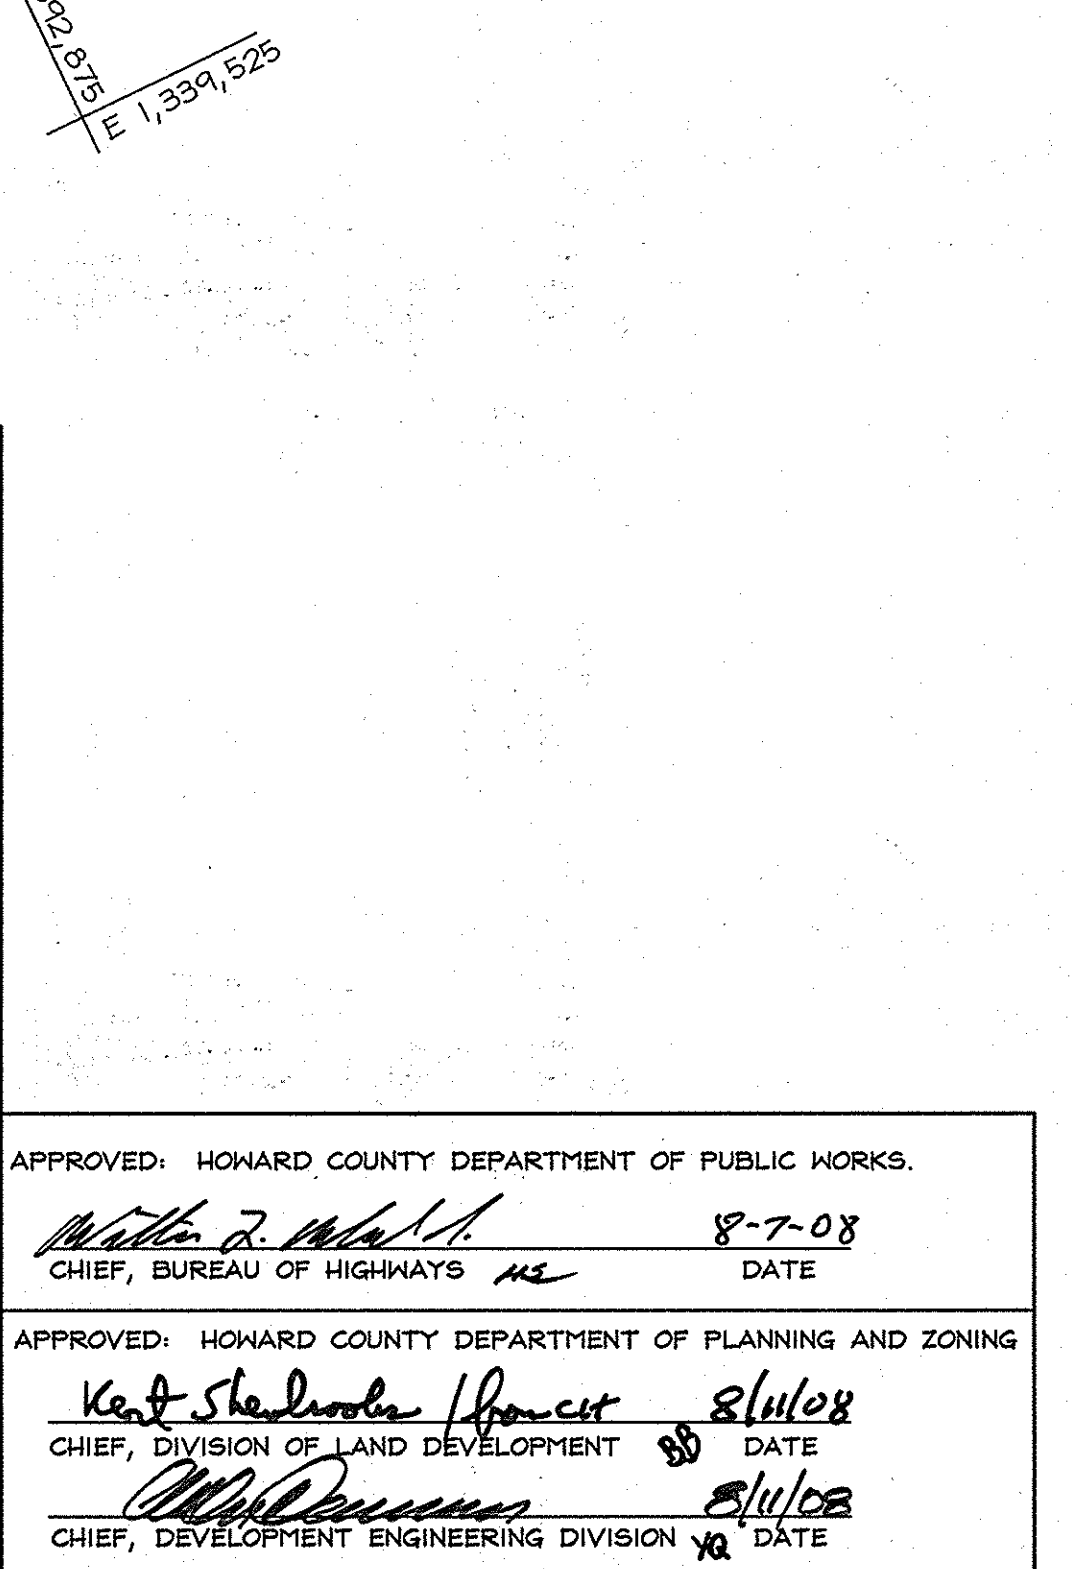 92,875
E 1,339,525
APPROVED: HOWARD COUNTY DEPARTMENT OF PUBLIC WORKS.
8-7-08
CHIEF, BUREAU OF HIGHWAYS DATE
APPROVED: HOWARD COUNTY DEPARTMENT OF PLANNING AND ZONING
Kent 8/11/08
CHIEF, DIVISION OF LAND DEVELOPMENT BB DATE
8/11/08
CHIEF, DEVELOPMENT ENGINEERING DIVISION YQ DATE